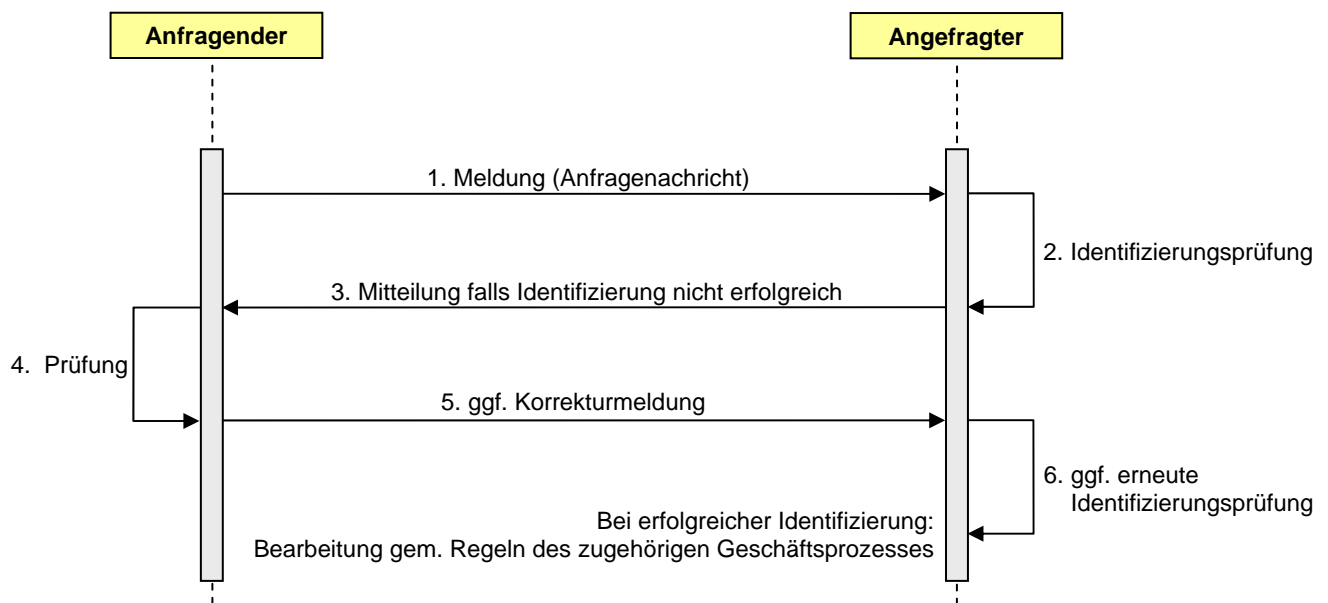 Anfragender
Angefragter
1. Meldung (Anfragenachricht)
2. Identifizierungsprüfung
3. Mitteilung falls Identifizierung nicht erfolgreich
4. Prüfung
5. ggf. Korrekturmeldung
6. ggf. erneute
Identifizierungsprüfung
Bei erfolgreicher Identifizierung:
Bearbeitung gem. Regeln des zugehörigen Geschäftsprozesses